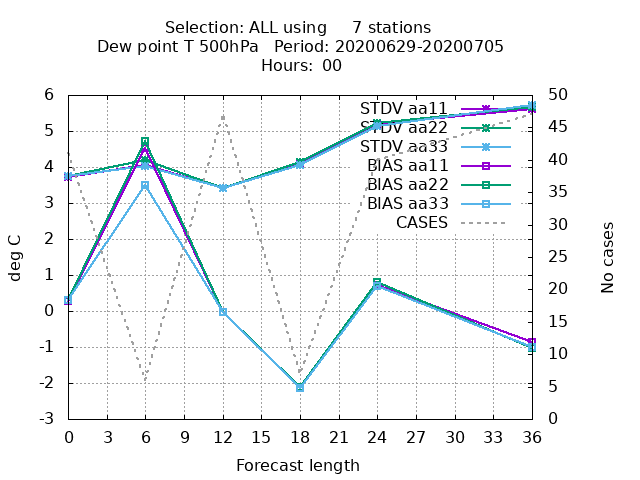 Selection: ALL using     7 stations
Dew point T 500hPa   Period: 20200629-20200705
Hours: 00
6
5
4
3
2
1
0
-1
-2
-3
deg C
50
45
40
35
30
25
20
15
10
5
0
No cases
STDV aa11
STDV aa22
STDV aa33
BIAS aa11
BIAS aa22
BIAS aa33
CASES
0 3 6 9 12 15 18 21 24 27 30 33 36
Forecast length